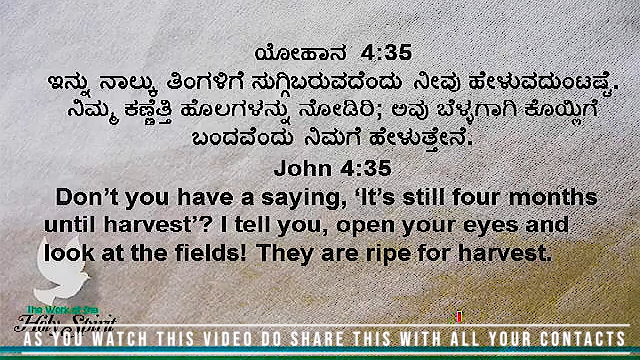 ಯೋಹಾನ 4:35
ಇನ್ನು ನಾಲ್ಕು ತಿಂಗಳಿಗೆ ಸುಗ್ಗಿಬರುವದೆಂದು ನೀವು ಹೇಳುವದುಂಟಷ್ಟೆ.
ನಿಮ್ಮ ಕಣ್ಣೆತ್ತಿ ಹೊಲಗಳನ್ನು ನೋಡಿರಿ; ಅವು ಬೆಳ್ಳಗಾಗಿ ಕೊಯ್ಲಿಗೆ
ಬಂದವೆಂದು ನಿಮಗೆ ಹೇಳುತ್ತೇನೆ.
John 4:35
Don’t you have a saying, ‘It’s still four months
until harvest’? I tell you, open your eyes and
look at the fields! They are ripe for harvest.
The Work of the
Holy Spirit
AS YOU WATCH THIS VIDEO DO SHARE THIS WITH ALL YOUR CONTACTS